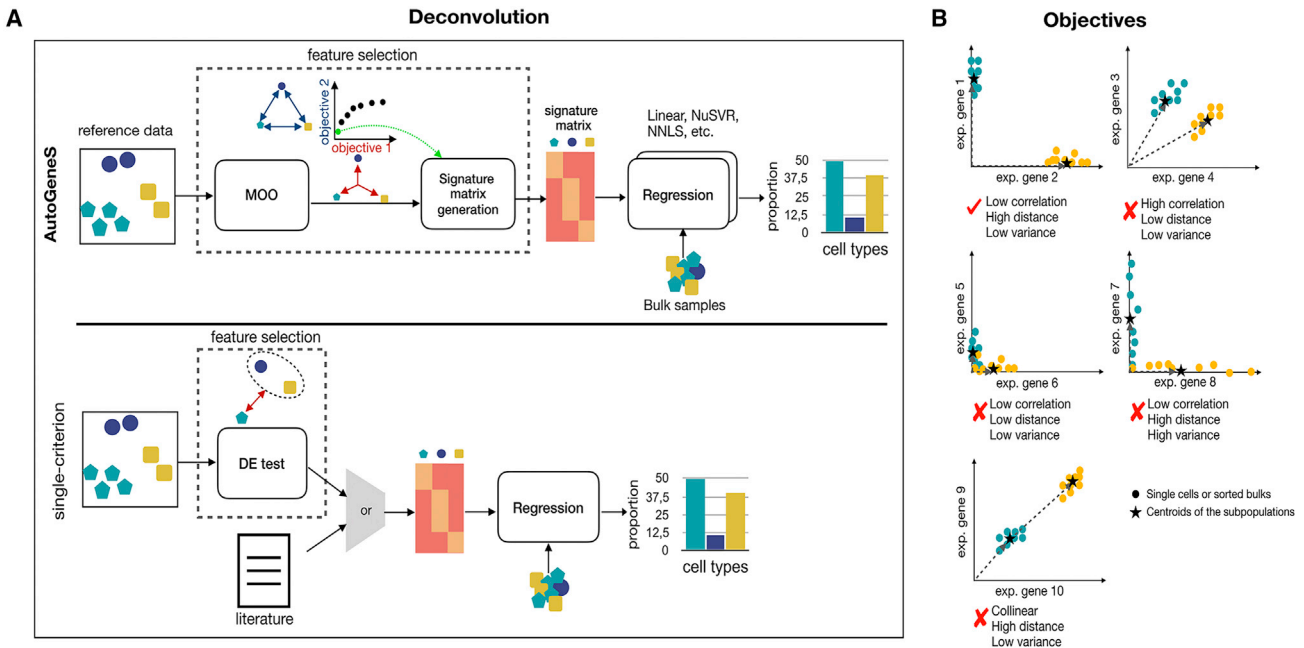 A
Deconvolution
feature selection
AutoGeneS
reference data
objective 2
objective 1
MOO
Signature
matrix
generation
signature
matrix
Linear, NuSVR,
NNLS, etc.
Regression
Bulk samples
proportion
50
37,5
25
12,5
0
cell types
feature selection
single-criterion
DE test
literature
or
Regression
proportion
50
37,5
25
12,5
0
cell types
B
Objectives
exp. gene 1
exp. gene 2
Low correlation
High distance
Low variance
exp. gene 3
exp. gene 4
High correlation
Low distance
Low variance
exp. gene 5
exp. gene 6
Low correlation
Low distance
Low variance
exp. gene 7
exp. gene 8
Low correlation
High distance
High variance
exp. gene 9
exp. gene 10
Collinear
High distance
Low variance
Single cells or sorted bulks
Centroids of the subpopulations